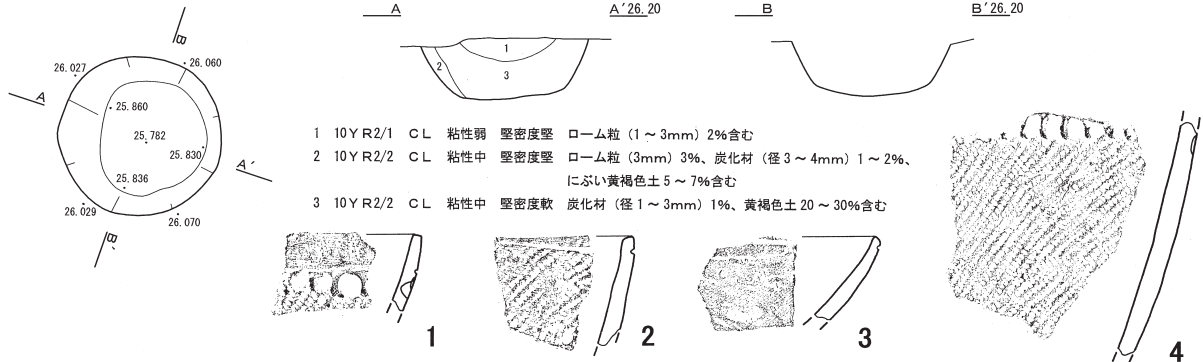 A A′26.20 B B′26.20
B
26.060
26.027
A
25.860
25.782
25.830
A′
25.836
26.029
26.070
B′
1
2
3
1 10YR2/1 CL 粘性弱 堅密度堅 ローム粒（1～3mm）2%含む
2 10YR2/2 CL 粘性中 堅密度堅 ローム粒（3mm）3%、炭化材（径3～4mm）1～2%、
にぶい黄褐色土5～7%含む
3 10YR2/2 CL 粘性中 堅密度軟 炭化材（径1～3mm）1%、黄褐色土20～30%含む
1
2
3
4